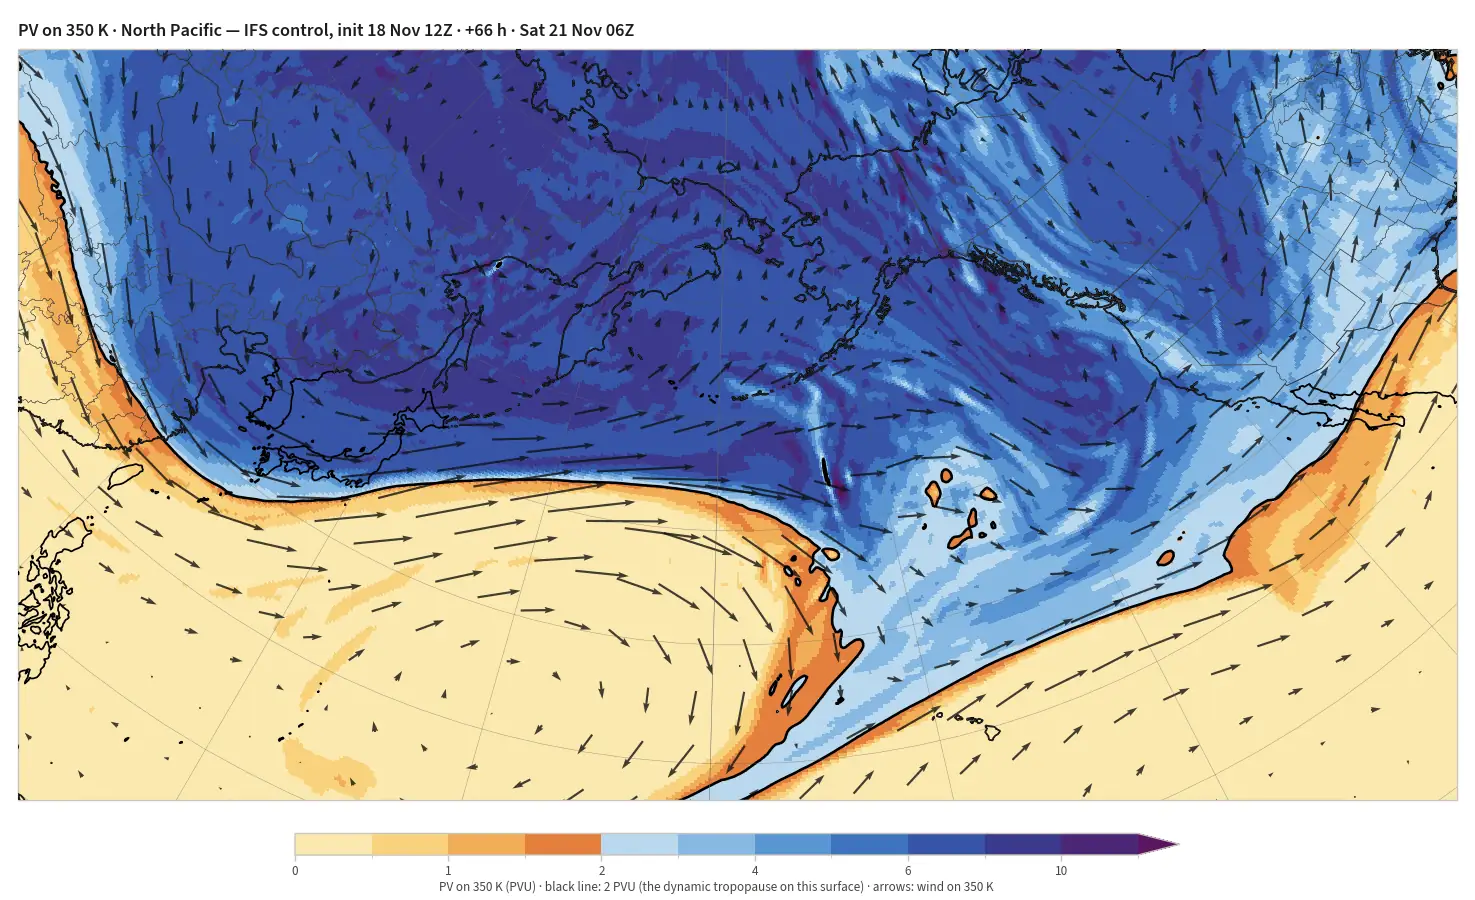 PV on 350 K · North Pacific — IFS control, init 18 Nov 12Z · +66 h · Sat 21 Nov 06Z
0 1 2 4 6 10
PV on 350 K (PVU) · black line: 2 PVU (the dynamic tropopause on this surface) · arrows: wind on 350 K